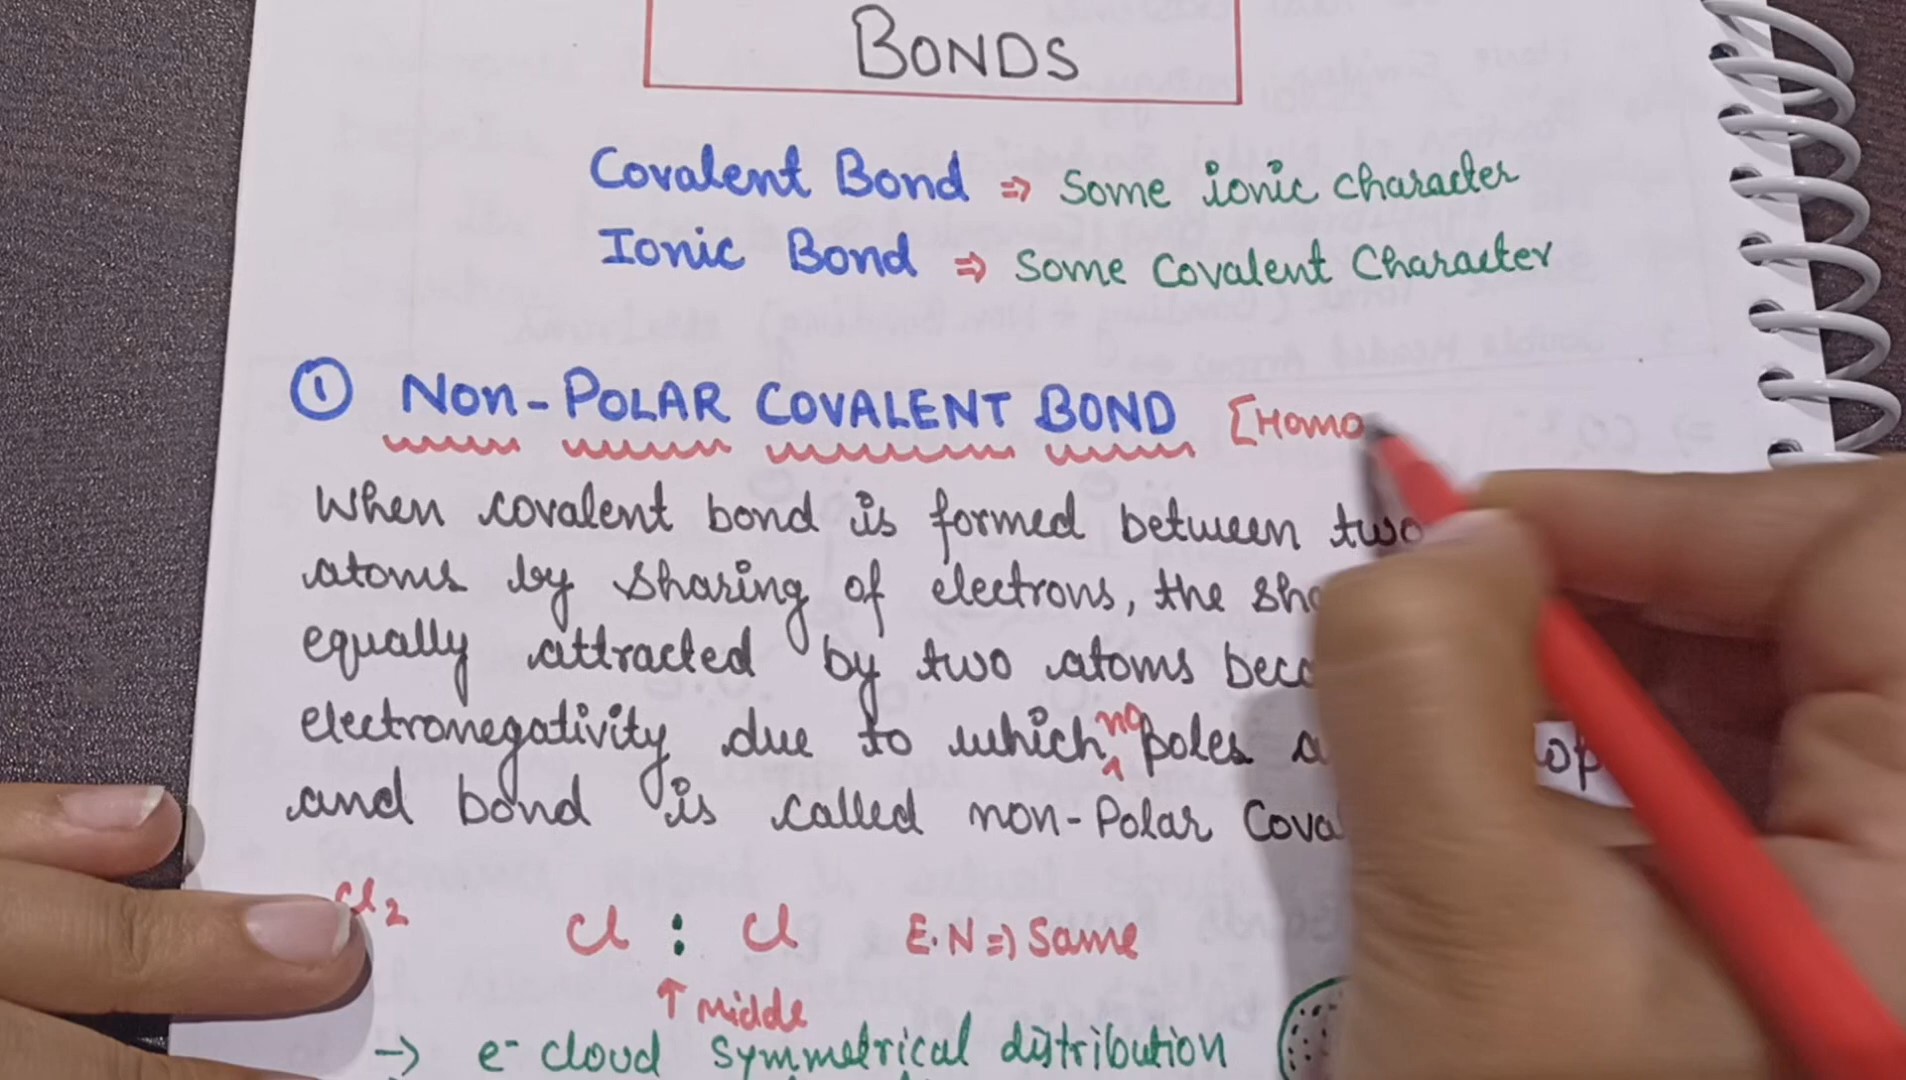 BONDS
Covalent Bond ⇒ Some ionic character
Ionic Bond ⇒ Some Covalent Character
① NON-POLAR COVALENT BOND [Homo
When covalent bond is formed between two
atoms by sharing of electrons, the
equally attracted by two atoms
electronegativity due to which no poles
and bond is called non-Polar
Cl2 Cl : Cl E.N ⇒ Same
↑ midde
→ e- cloud symmetrical distribution